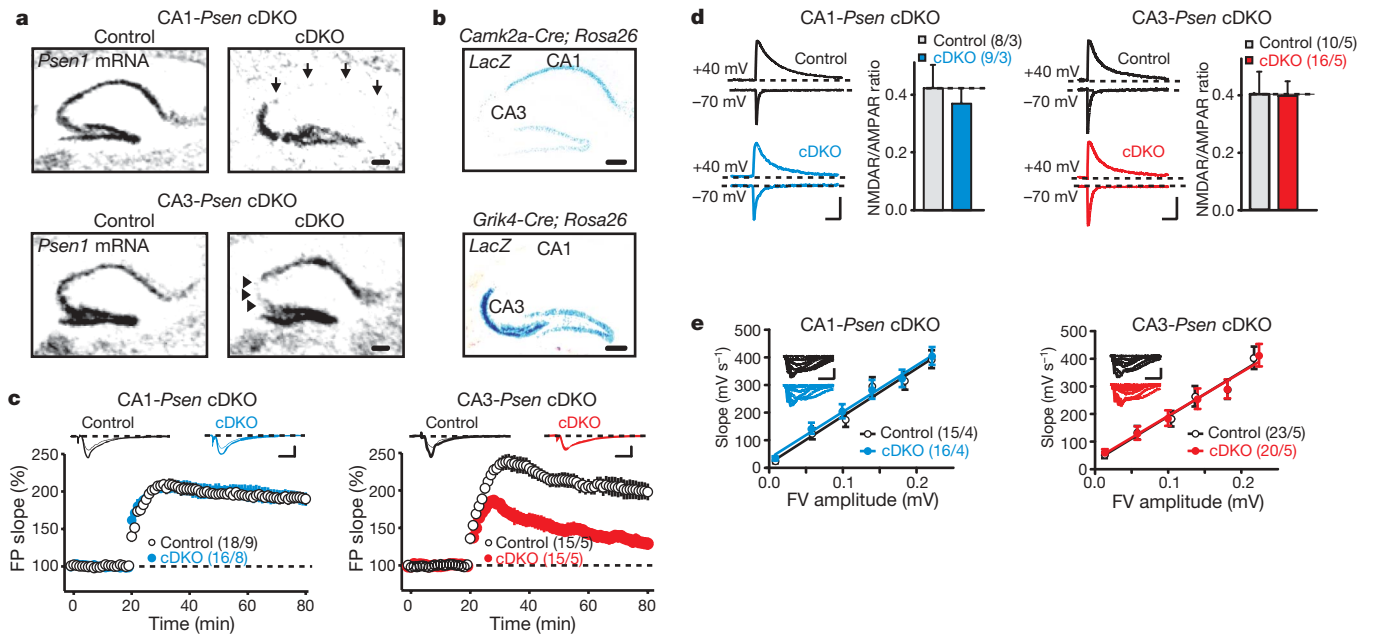 a
CA1-Psen cDKO
Control
cDKO
Psen1 mRNA
CA3-Psen cDKO
Control
cDKO
Psen1 mRNA
b
Camk2a-Cre; Rosa26
LacZ
CA1
CA3
Grik4-Cre; Rosa26
LacZ
CA1
CA3
c
CA1-Psen cDKO
Control
cDKO
FP slope (%)
200
150
100
Control (18/9)
cDKO (16/8)
0
20
40
60
80
Time (min)
CA3-Psen cDKO
Control
cDKO
FP slope (%)
200
150
100
Control (15/5)
cDKO (15/5)
0
20
40
60
80
Time (min)
d
CA1-Psen cDKO
Control
+40 mV
−70 mV
cDKO
+40 mV
−70 mV
Control (8/3)
cDKO (9/3)
NMDAR/AMPAR ratio
0.4
0.2
0.0
CA3-Psen cDKO
Control
+40 mV
−70 mV
cDKO
+40 mV
−70 mV
Control (10/5)
cDKO (16/5)
NMDAR/AMPAR ratio
0.4
0.2
0.0
e
CA1-Psen cDKO
Slope (mV s⁻¹)
500
400
300
200
100
0
Control (15/4)
cDKO (16/4)
0.0
0.1
0.2
FV amplitude (mV)
CA3-Psen cDKO
Slope (mV s⁻¹)
500
400
300
200
100
0
Control (23/5)
cDKO (20/5)
0.0
0.1
0.2
FV amplitude (mV)